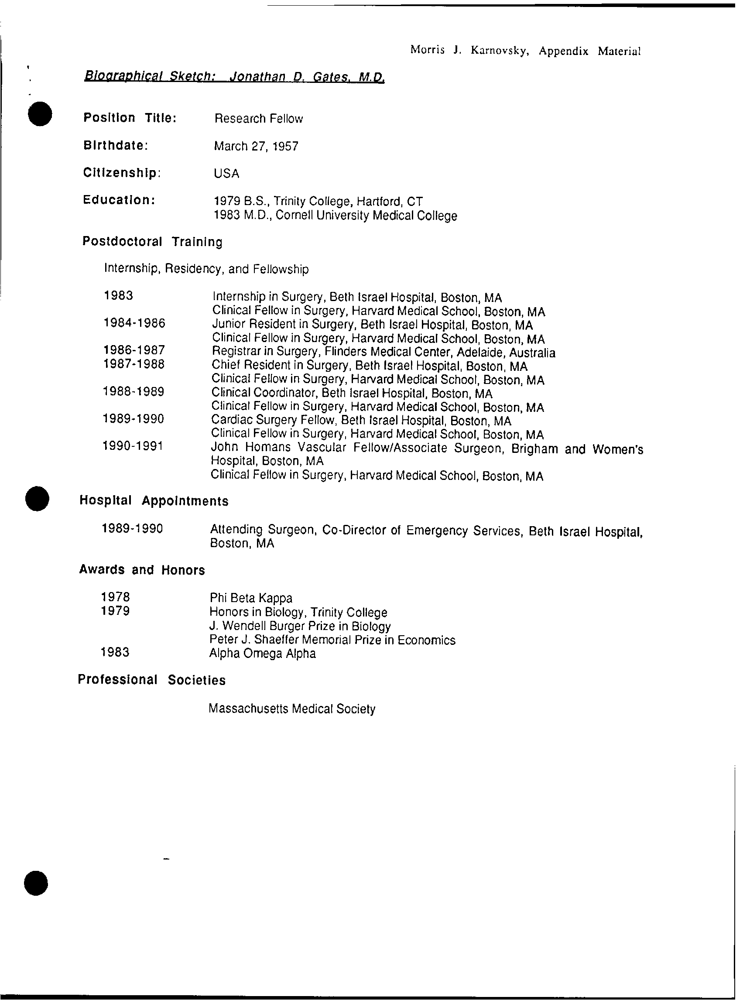 Morris J. Karnovsky, Appendix Material
Biographical Sketch: Jonathan D. Gates, M.D.
Position Title: Research Fellow
Birthdate: March 27, 1957
Citizenship: USA
Education: 1979 B.S., Trinity College, Hartford, CT
1983 M.D., Cornell University Medical College
Postdoctoral Training
Internship, Residency, and Fellowship
1983 Internship in Surgery, Beth Israel Hospital, Boston, MA
Clinical Fellow in Surgery, Harvard Medical School, Boston, MA
1984-1986 Junior Resident in Surgery, Beth Israel Hospital, Boston, MA
Clinical Fellow in Surgery, Harvard Medical School, Boston, MA
1986-1987 Registrar in Surgery, Flinders Medical Center, Adelaide, Australia
1987-1988 Chief Resident in Surgery, Beth Israel Hospital, Boston, MA
Clinical Fellow in Surgery, Harvard Medical School, Boston, MA
1988-1989 Clinical Coordinator, Beth Israel Hospital, Boston, MA
Clinical Fellow in Surgery, Harvard Medical School, Boston, MA
1989-1990 Cardiac Surgery Fellow, Beth Israel Hospital, Boston, MA
Clinical Fellow in Surgery, Harvard Medical School, Boston, MA
1990-1991 John Homans Vascular Fellow/Associate Surgeon, Brigham and Women's
Hospital, Boston, MA
Clinical Fellow in Surgery, Harvard Medical School, Boston, MA
Hospital Appointments
1989-1990 Attending Surgeon, Co-Director of Emergency Services, Beth Israel Hospital,
Boston, MA
Awards and Honors
1978 Phi Beta Kappa
1979 Honors in Biology, Trinity College
J. Wendell Burger Prize in Biology
Peter J. Shaeffer Memorial Prize in Economics
1983 Alpha Omega Alpha
Professional Societies
Massachusetts Medical Society